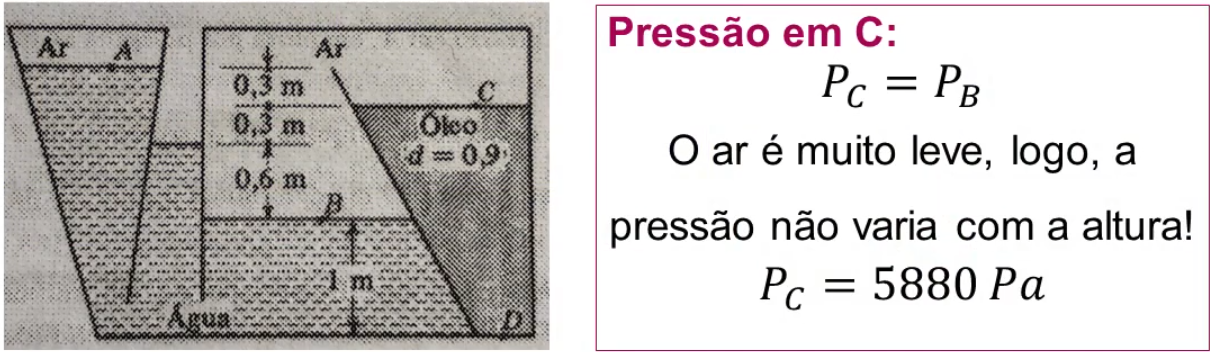 Ar
A
Ar
0,3 m
C
0,3 m
Óleo
d = 0,9
0,6 m
B
1 m
Água
D
Pressão em C:
P_C = P_B
O ar é muito leve, logo, a
pressão não varia com a altura!
P_C = 5880 Pa